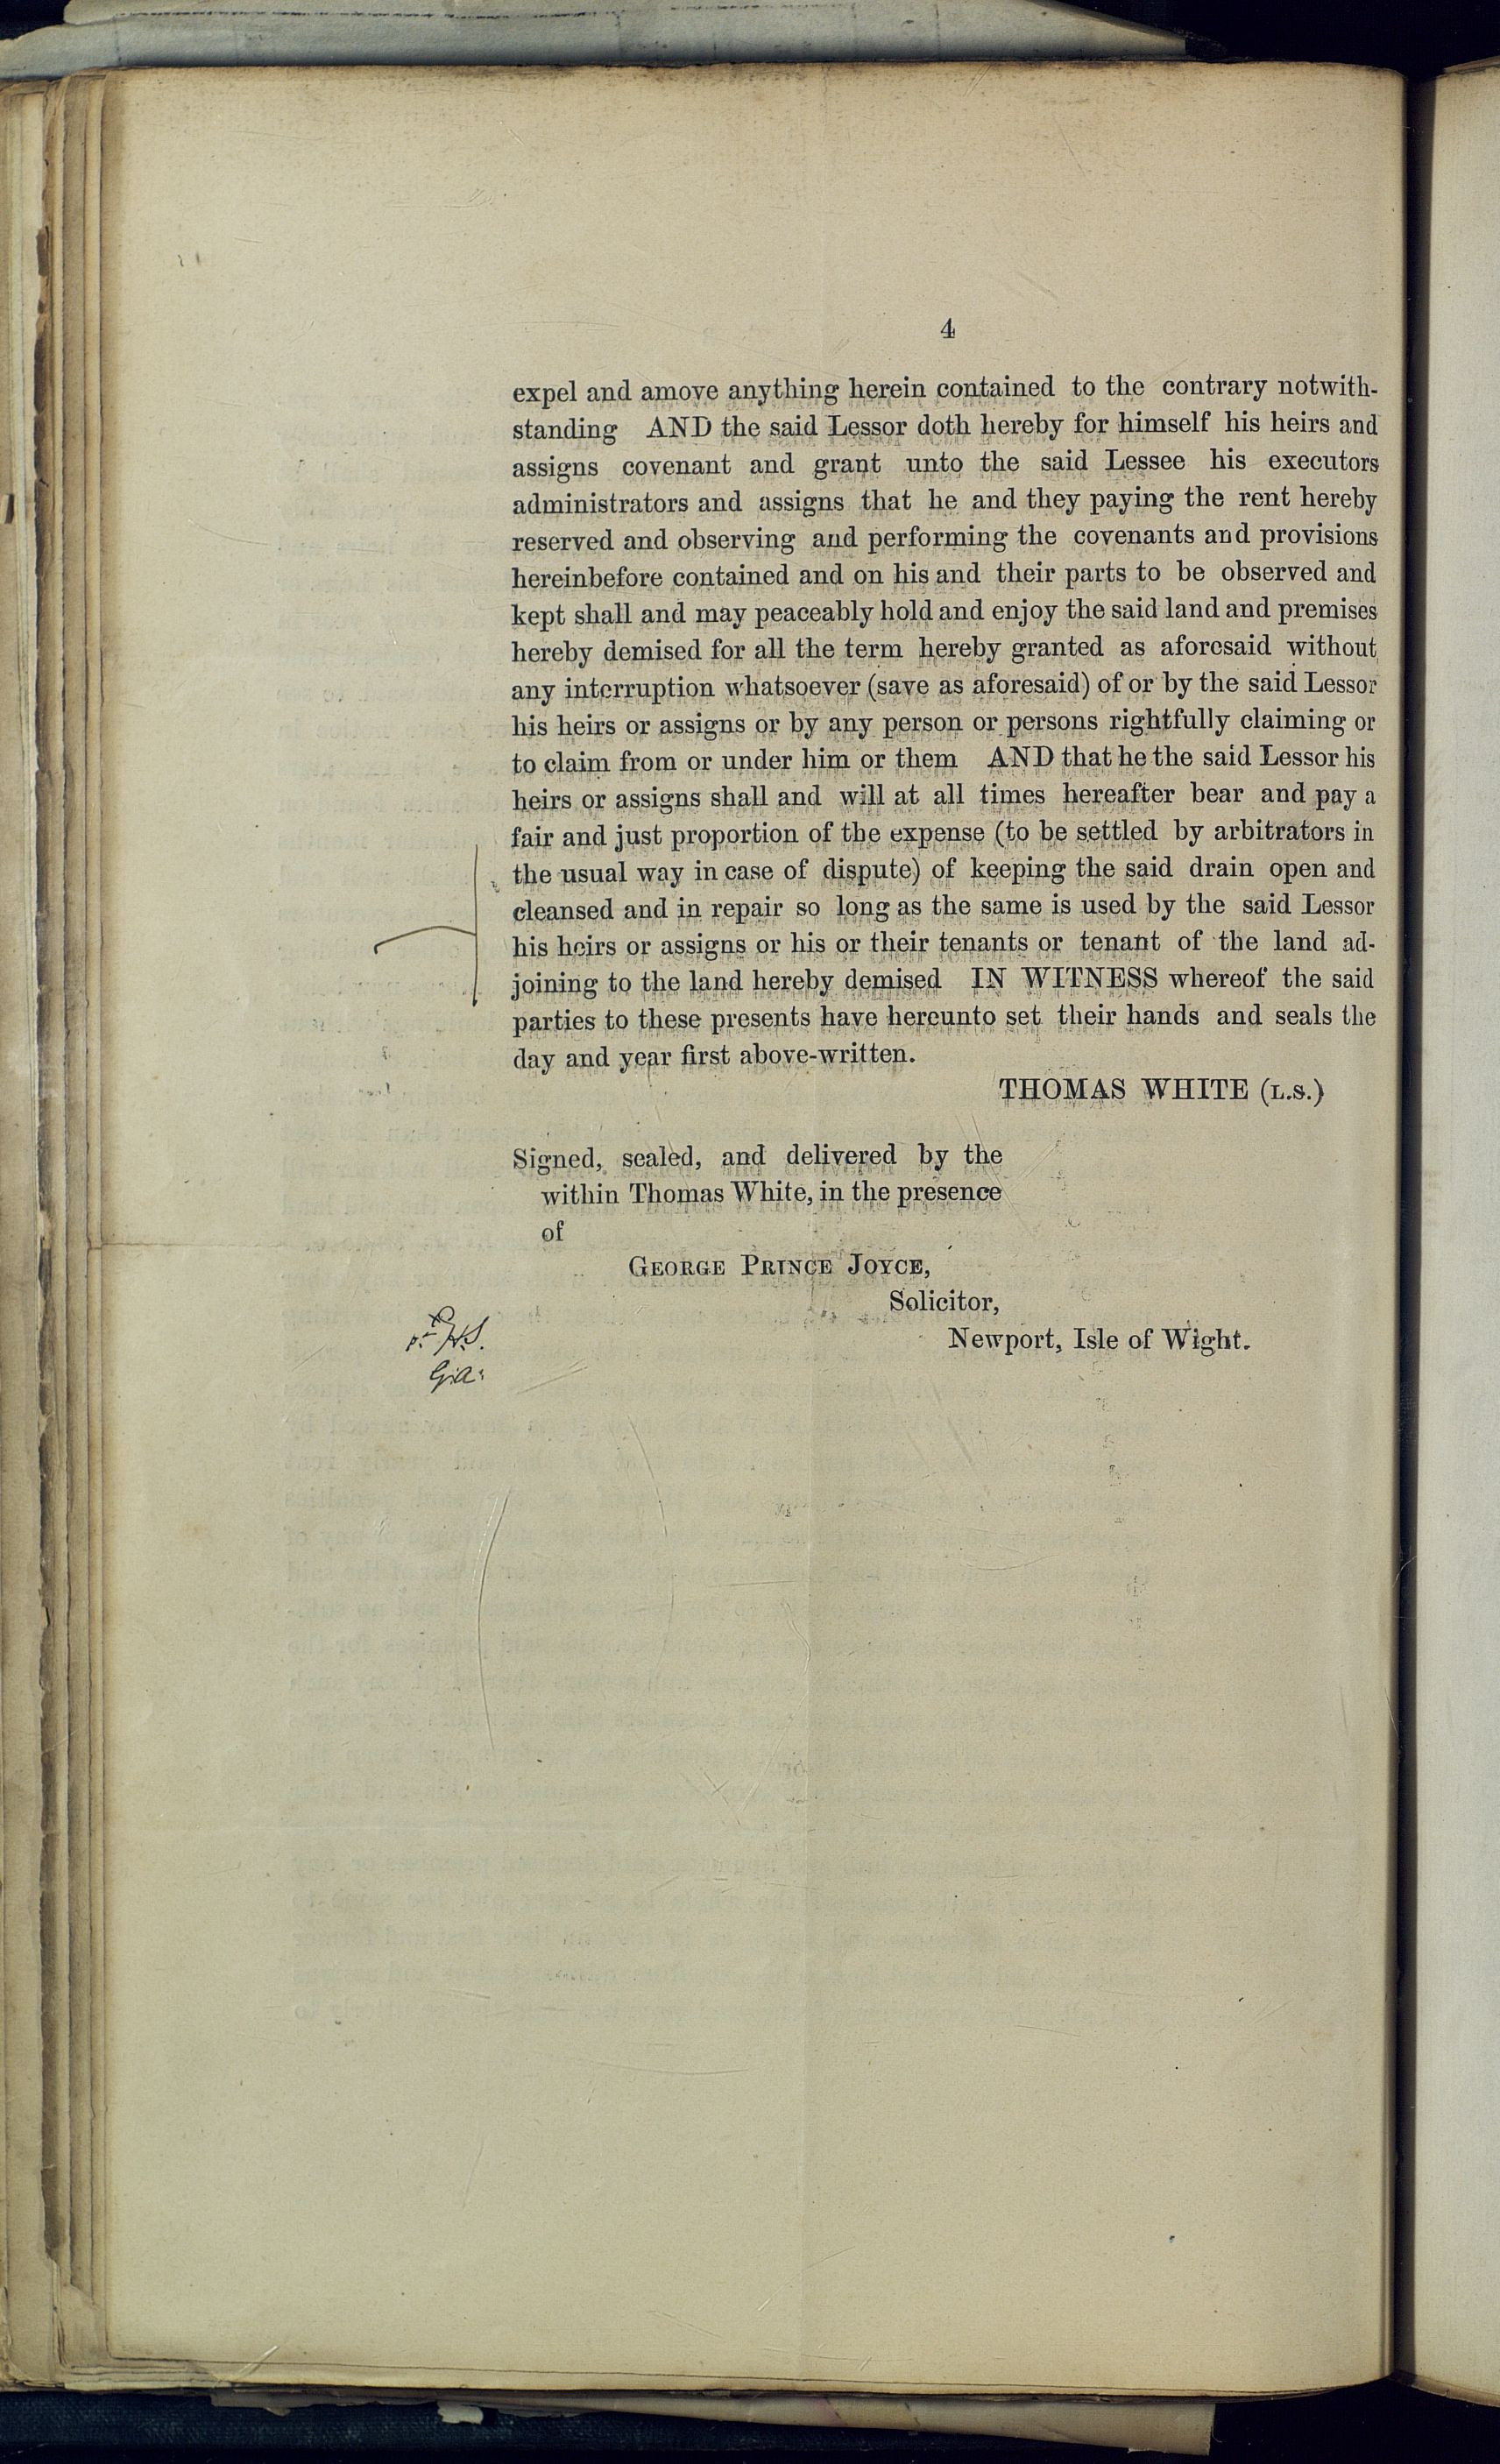 4
expel and amove anything herein contained to the contrary notwith-
standing AND the said Lessor doth hereby for himself his heirs and
assigns covenant and grant unto the said Lessee his executors
administrators and assigns that he and they paying the rent hereby
reserved and observing and performing the covenants and provisions
hereinbefore contained and on his and their parts to be observed and
kept shall and may peaceably hold and enjoy the said land and premises
hereby demised for all the term hereby granted as aforesaid without
any interruption whatsoever (save as aforesaid) of or by the said Lessor
his heirs or assigns or by any person or persons rightfully claiming or
to claim from or under him or them AND that he the said Lessor his
heirs or assigns shall and will at all times hereafter bear and pay a
fair and just proportion of the expense (to be settled by arbitrators in
the usual way in case of dispute) of keeping the said drain open and
cleansed and in repair so long as the same is used by the said Lessor
his heirs or assigns or his or their tenants or tenant of the land ad-
joining to the land hereby demised IN WITNESS whereof the said
parties to these presents have hereunto set their hands and seals the
day and year first above-written.
THOMAS WHITE (L.S.)
Signed, sealed, and delivered by the
within Thomas White, in the presence
of
GEORGE PRINCE JOYCE,
Solicitor,
Newport, Isle of Wight.